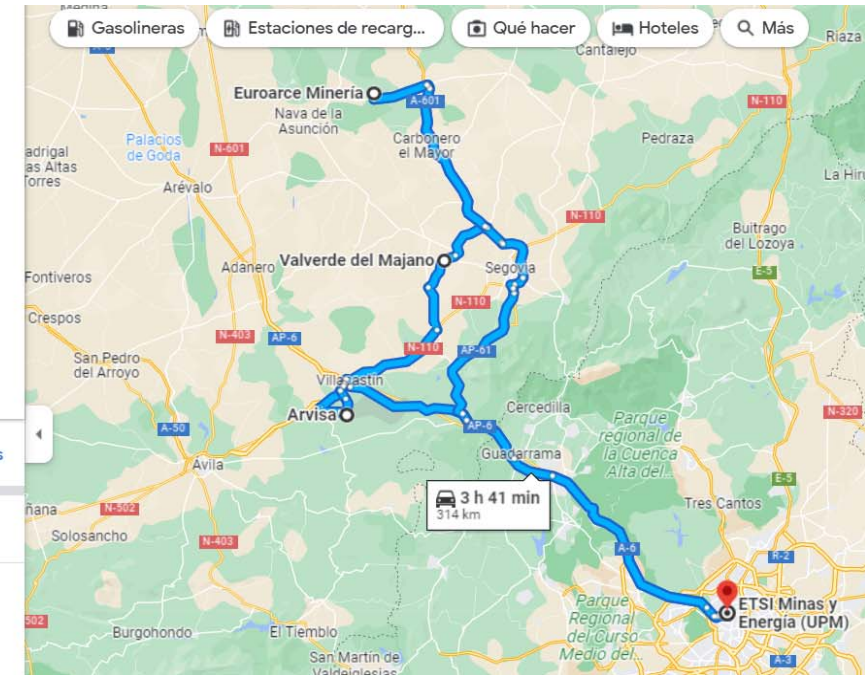 Medina
Gasolineras
Estaciones de recarg...
Qué hacer
Hoteles
Más
Riaza
Cantalejo
Euroarce Minería
A-601
N-110
Nava de la
Asunción
Palacios
de Goda
N-601
Carbonero
el Mayor
Pedraza
adrigal
as Altas
Torres
La Hiru
Arévalo
N-110
Buitrago
del Lozoya
Valverde del Majano
Adanero
Segovia
E-5
Fontiveros
N-110
Crespos
N-403
AP-6
N-110
AP-61
San Pedro
del Arroyo
Villacastín
Arvisa
Cercedilla
N-320
A-50
AP-6
Parque
regional de
la Cuenca
Alta del...
Guadarrama
Ávila
E-5
3 h 41 min
314 km
ñana
N-502
Tres Cantos
Solosancho
N-403
A-6
R-2
502
Parque
Regional
del Curso
Medio del...
ETSI Minas y
Energía (UPM)
Burgohondo
El Tiemblo
A-3
San Martín de
Valdeiglesias
s